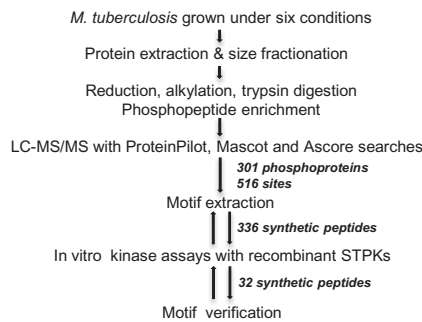 M. tuberculosis grown under six conditions
Protein extraction & size fractionation
Reduction, alkylation, trypsin digestion
Phosphopeptide enrichment
LC-MS/MS with ProteinPilot, Mascot and Ascore searches
301 phosphoproteins
516 sites
Motif extraction
336 synthetic peptides
In vitro kinase assays with recombinant STPKs
32 synthetic peptides
Motif verification